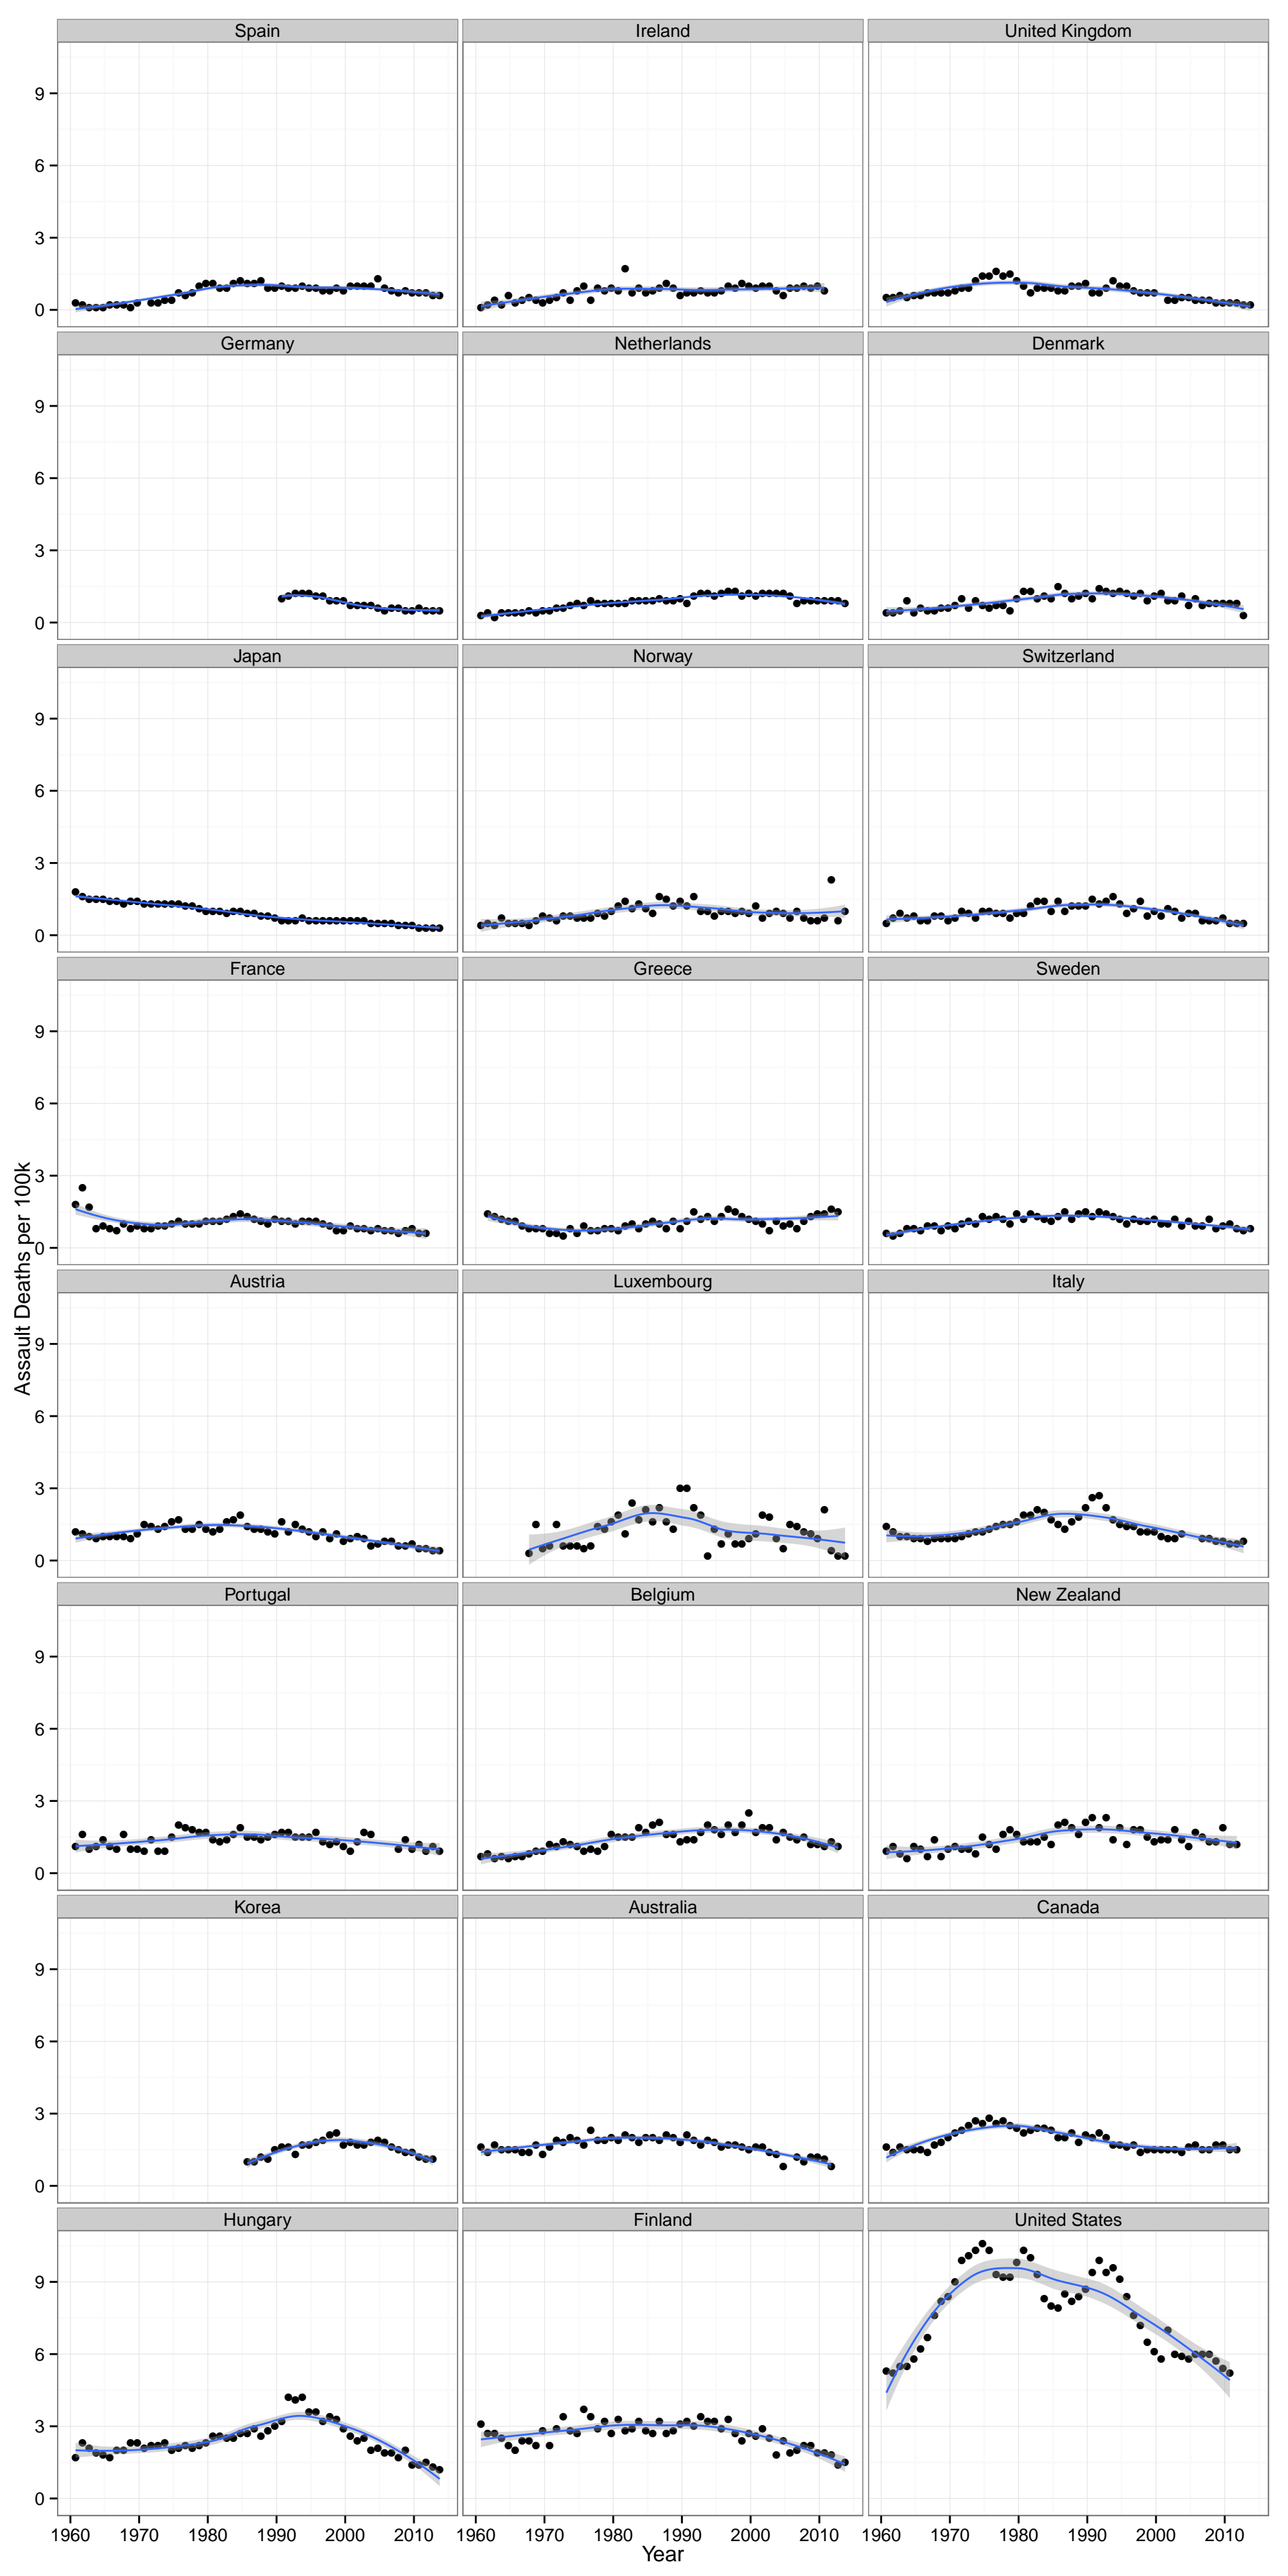 Spain Ireland United Kingdom
9
6
3
0
Germany Netherlands Denmark
9
6
3
0
Japan Norway Switzerland
9
6
3
0
France Greece Sweden
9
6
3
0
Assault Deaths per 100k
Austria Luxembourg Italy
9
6
3
0
Portugal Belgium New Zealand
9
6
3
0
Korea Australia Canada
9
6
3
0
Hungary Finland United States
9
6
3
0
1960 1970 1980 1990 2000 2010 1960 1970 1980 1990 2000 2010 1960 1970 1980 1990 2000 2010
Year